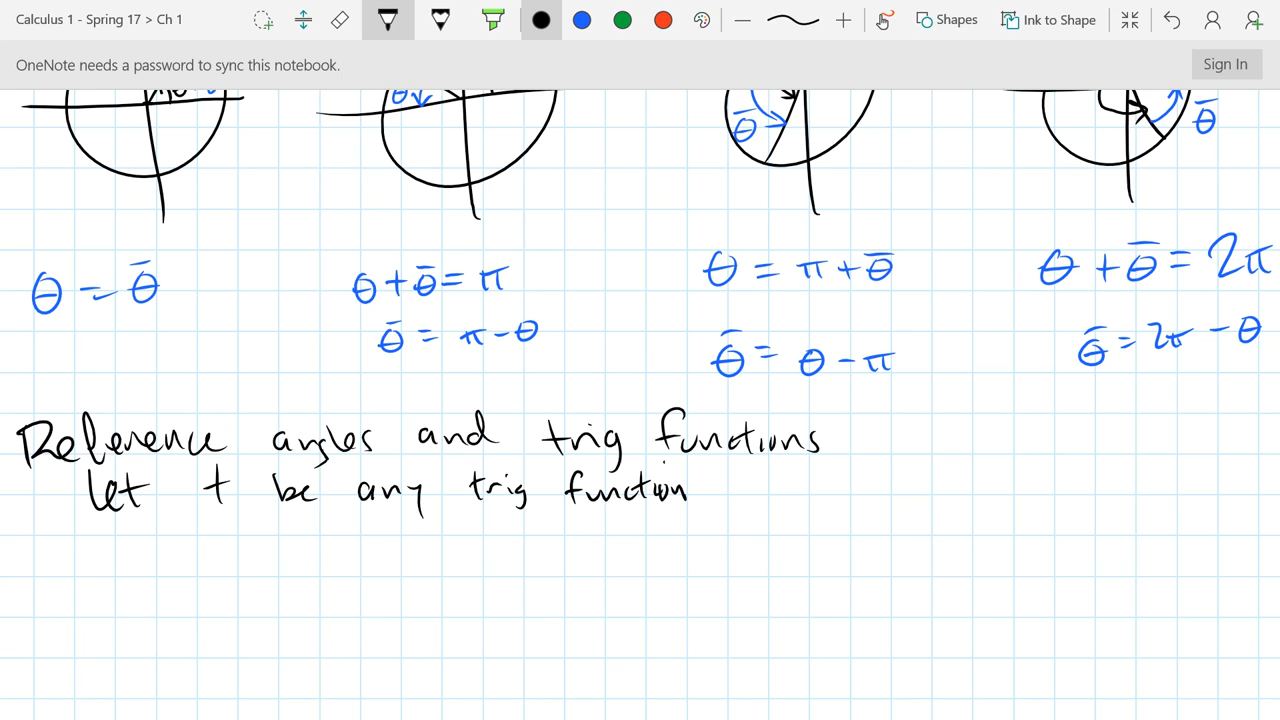 Calculus 1 - Spring 17 > Ch 1
Shapes
Ink to Shape
OneNote needs a password to sync this notebook.
Sign In
θ
θ̄
θ̄
θ = θ̄
θ + θ̄ = π
θ̄ = π - θ
θ = π + θ̄
θ̄ = θ - π
θ + θ̄ = 2π
θ̄ = 2π - θ
Reference angles and trig functions
let t be any trig function